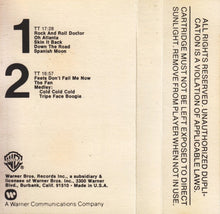 1
TT 17:28
Rock And Roll Doctor
Oh Atlanta
Skin It Back
Down The Road
Spanish Moon
2
TT 18:57
Feels Don't Fail Me Now
The Fan
Medley:
Cold Cold Cold
Tripe Face Boogie
Warner Bros. Records Inc., a subsidiary &
licensee of Warner Bros. Inc., 3300 Warner
Blvd., Burbank, Calif. 91510 · Made in U.S.A.
A Warner Communications Company
ALL RIGHTS RESERVED. UNAUTHORIZED DUPLI-
CATION IS A VIOLATION OF APPLICABLE LAWS.
CARTRIDGE MUST NOT BE LEFT EXPOSED TO DIRECT
SUNLIGHT. REMOVE FROM PLAYER WHEN NOT IN
USE.